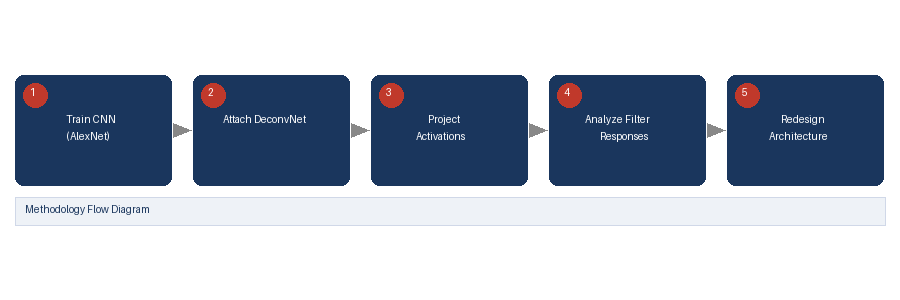 1
Train CNN
(AlexNet)
2
Attach DeconvNet
3
Project
Activations
4
Analyze Filter
Responses
5
Redesign
Architecture
Methodology Flow Diagram